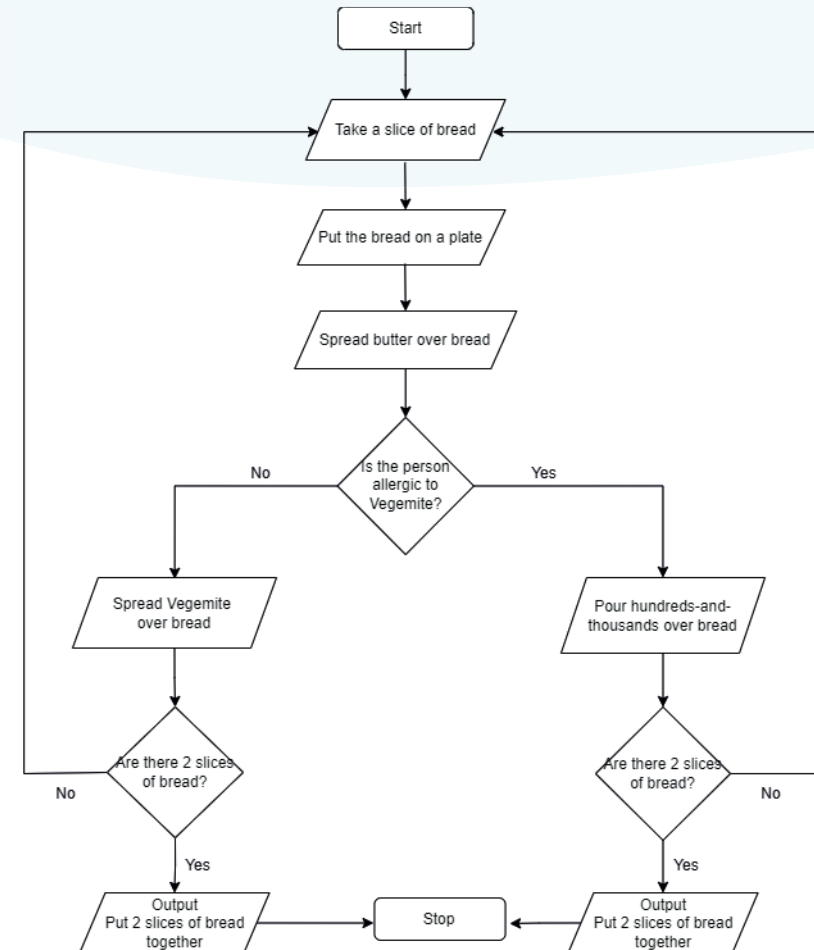 Start
Take a slice of bread
Put the bread on a plate
Spread butter over bread
Is the person
allergic to
Vegemite?
No
Yes
Spread Vegemite
over bread
Pour hundreds-and-
thousands over bread
Are there 2 slices
of bread?
No
Yes
Are there 2 slices
of bread?
No
Yes
Output
Put 2 slices of bread
together
Stop
Output
Put 2 slices of bread
together